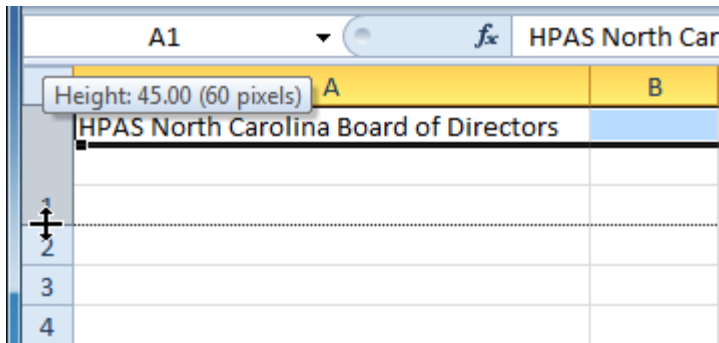 A1 fx HPAS North Car
Height: 45.00 (60 pixels) A B
HPAS North Carolina Board of Directors
1
2
3
4